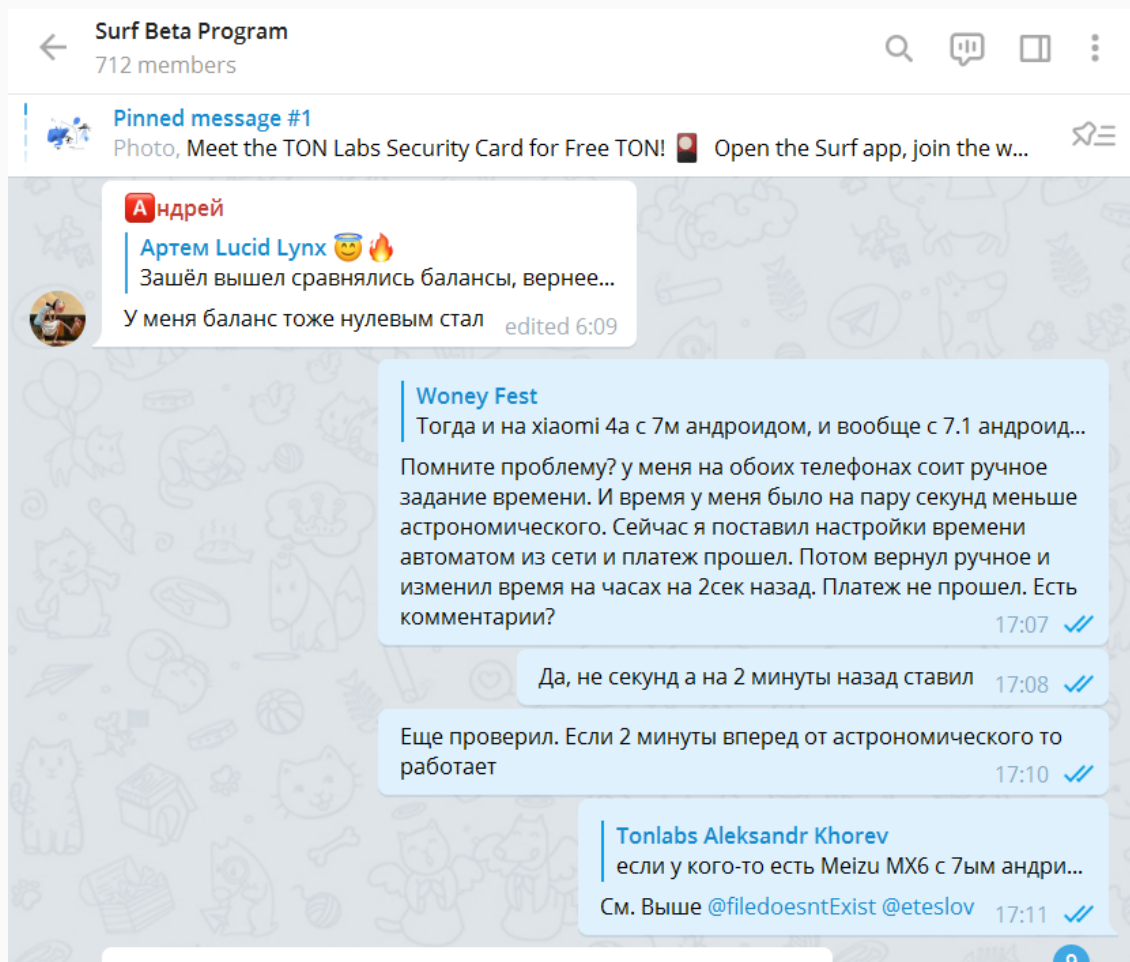 Surf Beta Program
712 members
Pinned message #1
Photo, Meet the TON Labs Security Card for Free TON! 🎴 Open the Surf app, join the w...
🅰ндрей
Артем Lucid Lynx 😇🔥
Зашёл вышел сравнялись балансы, вернее...
У меня баланс тоже нулевым стал
edited 6:09
Woney Fest
Тогда и на xiaomi 4a с 7м андроидом, и вообще с 7.1 андроид...
Помните проблему? у меня на обоих телефонах соит ручное
задание времени. И время у меня было на пару секунд меньше
астрономического. Сейчас я поставил настройки времени
автоматом из сети и платеж прошел. Потом вернул ручное и
изменил время на часах на 2сек назад. Платеж не прошел. Есть
комментарии?
17:07
Да, не секунд а на 2 минуты назад ставил
17:08
Еще проверил. Если 2 минуты вперед от астрономического то
работает
17:10
Tonlabs Aleksandr Khorev
если у кого-то есть Meizu MX6 с 7ым андри...
См. Выше @filedoesntExist @eteslov
17:11